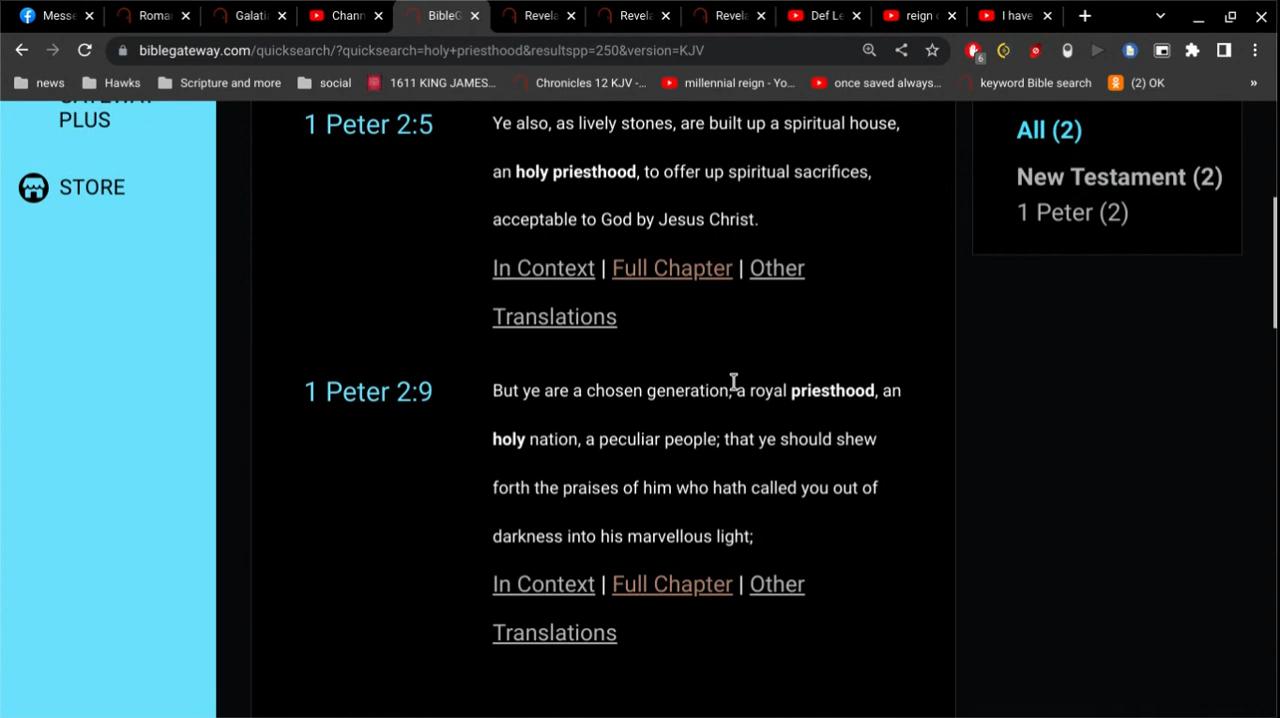 Messe
Roma
Galati
Chann
BibleG
Revela
Revela
Revela
Def Le
reign o
I have
biblegateway.com/quicksearch/?quicksearch=holy+priesthood&resultspp=250&version=KJV
6
news
Hawks
Scripture and more
social
1611 KING JAMES...
Chronicles 12 KJV -...
millennial reign - Yo...
once saved always...
keyword Bible search
(2) OK
»
PLUS
STORE
1 Peter 2:5
Ye also, as lively stones, are built up a spiritual house,
an holy priesthood, to offer up spiritual sacrifices,
acceptable to God by Jesus Christ.
In Context | Full Chapter | Other
Translations
1 Peter 2:9
But ye are a chosen generation, a royal priesthood, an
holy nation, a peculiar people; that ye should shew
forth the praises of him who hath called you out of
darkness into his marvellous light;
In Context | Full Chapter | Other
Translations
All (2)
New Testament (2)
1 Peter (2)